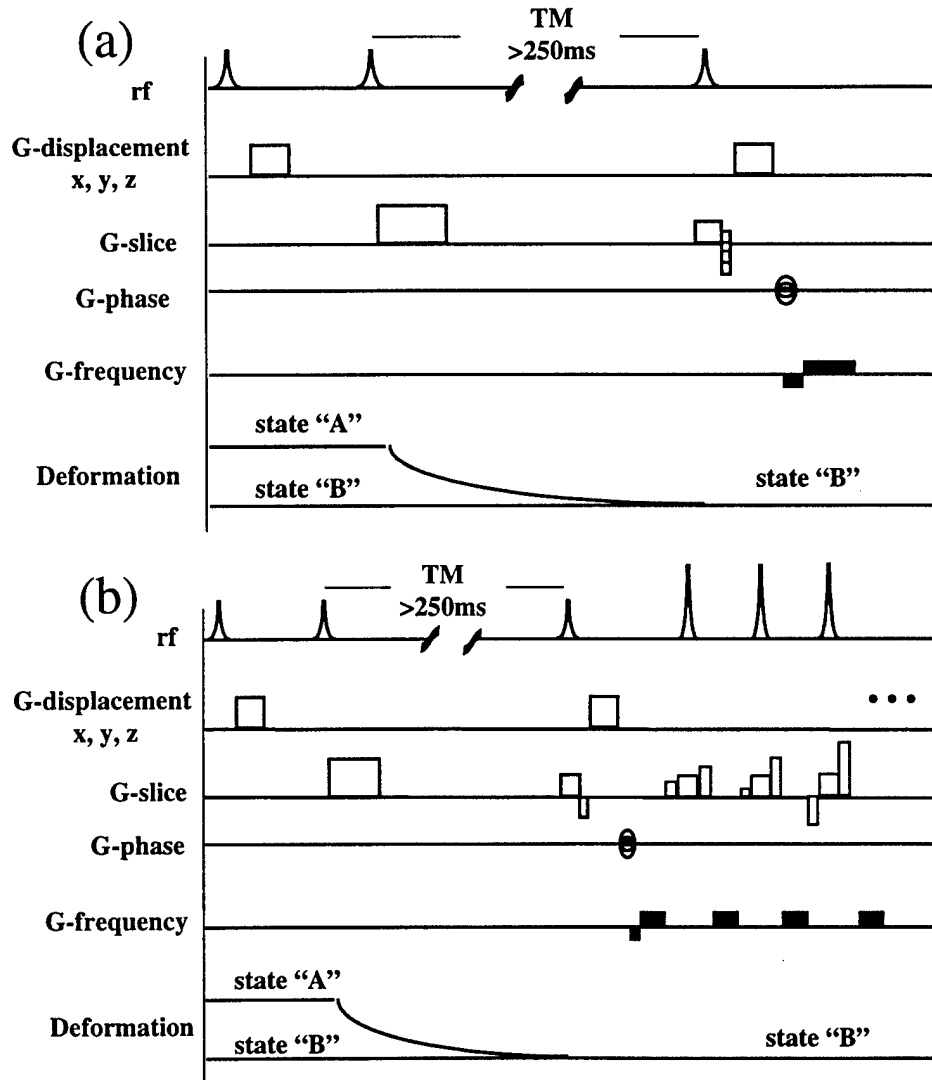 (a)
TM
>250ms
rf
G-displacement
x, y, z
G-slice
G-phase
G-frequency
state “A”
Deformation
state “B”
state “B”
(b)
TM
>250ms
rf
G-displacement
x, y, z
G-slice
G-phase
G-frequency
state “A”
Deformation
state “B”
state “B”